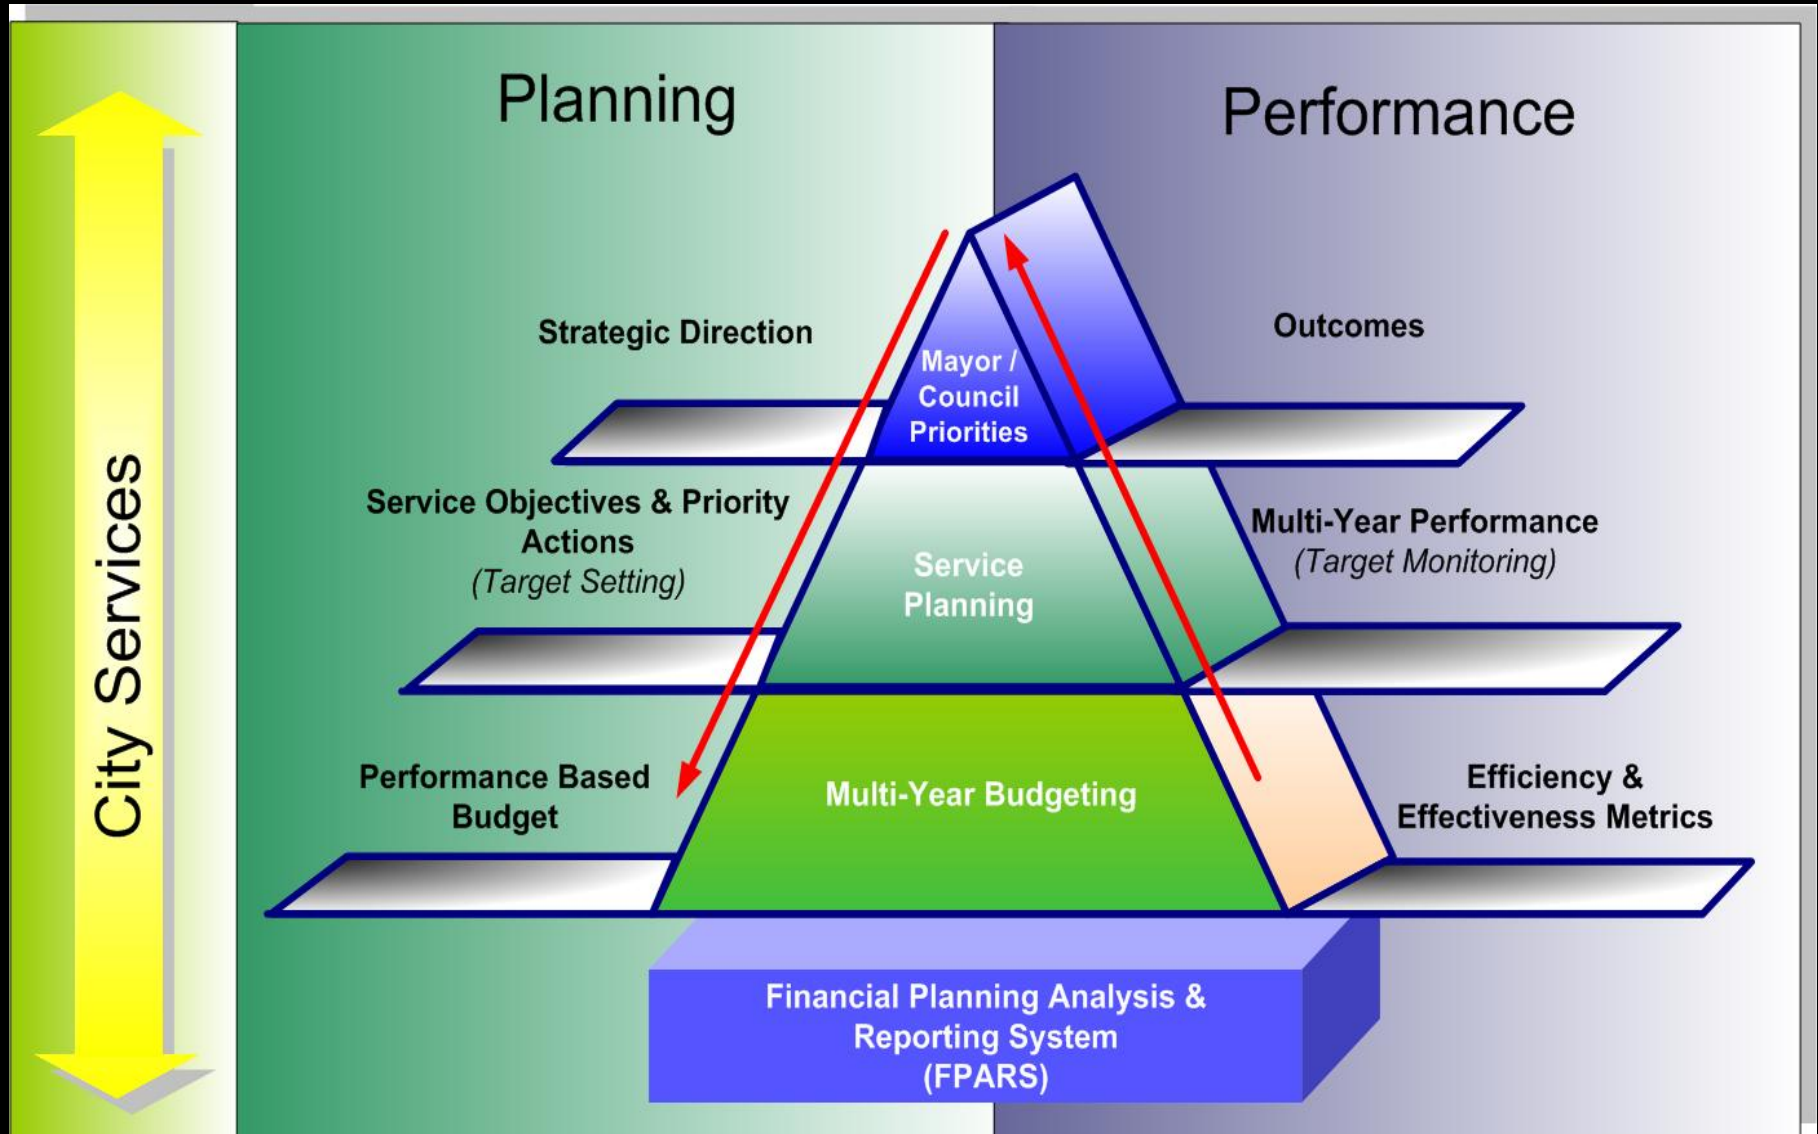 Planning
Performance
City Services
Strategic Direction
Mayor /
Council
Priorities
Outcomes
Service Objectives & Priority
Actions
(Target Setting)
Service
Planning
Multi-Year Performance
(Target Monitoring)
Performance Based
Budget
Multi-Year Budgeting
Efficiency &
Effectiveness Metrics
Financial Planning Analysis &
Reporting System
(FPARS)